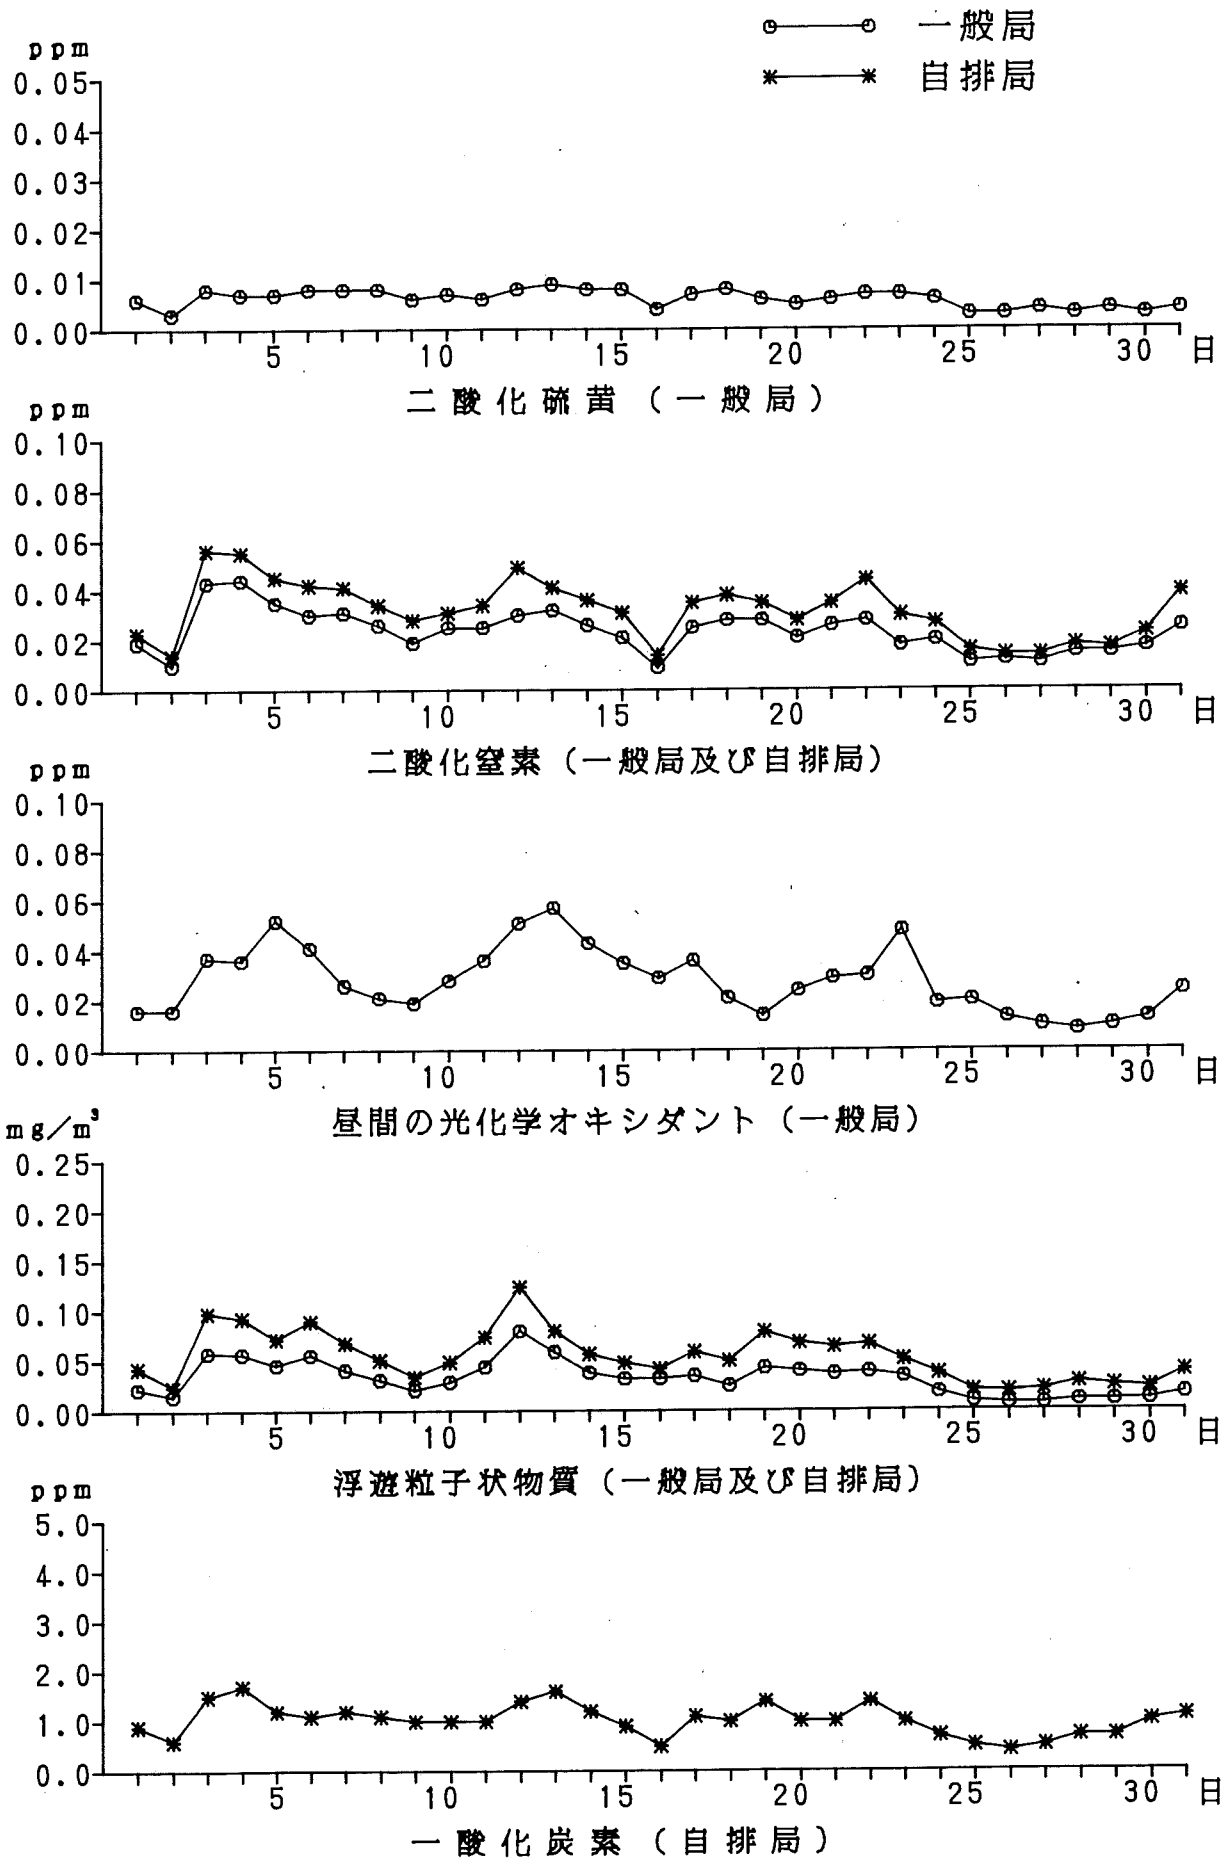 一般局
自排局
ppm
0.05
0.04
0.03
0.02
0.01
0.00
5 10 15 20 25 30 日
二酸化硫黄（一般局）
ppm
0.10
0.08
0.06
0.04
0.02
0.00
5 10 15 20 25 30 日
二酸化窒素（一般局及び自排局）
ppm
0.10
0.08
0.06
0.04
0.02
0.00
5 10 15 20 25 30 日
昼間の光化学オキシダント（一般局）
mg/m³
0.25
0.20
0.15
0.10
0.05
0.00
5 10 15 20 25 30 日
浮遊粒子状物質（一般局及び自排局）
ppm
5.0
4.0
3.0
2.0
1.0
0.0
5 10 15 20 25 30 日
一酸化炭素（自排局）